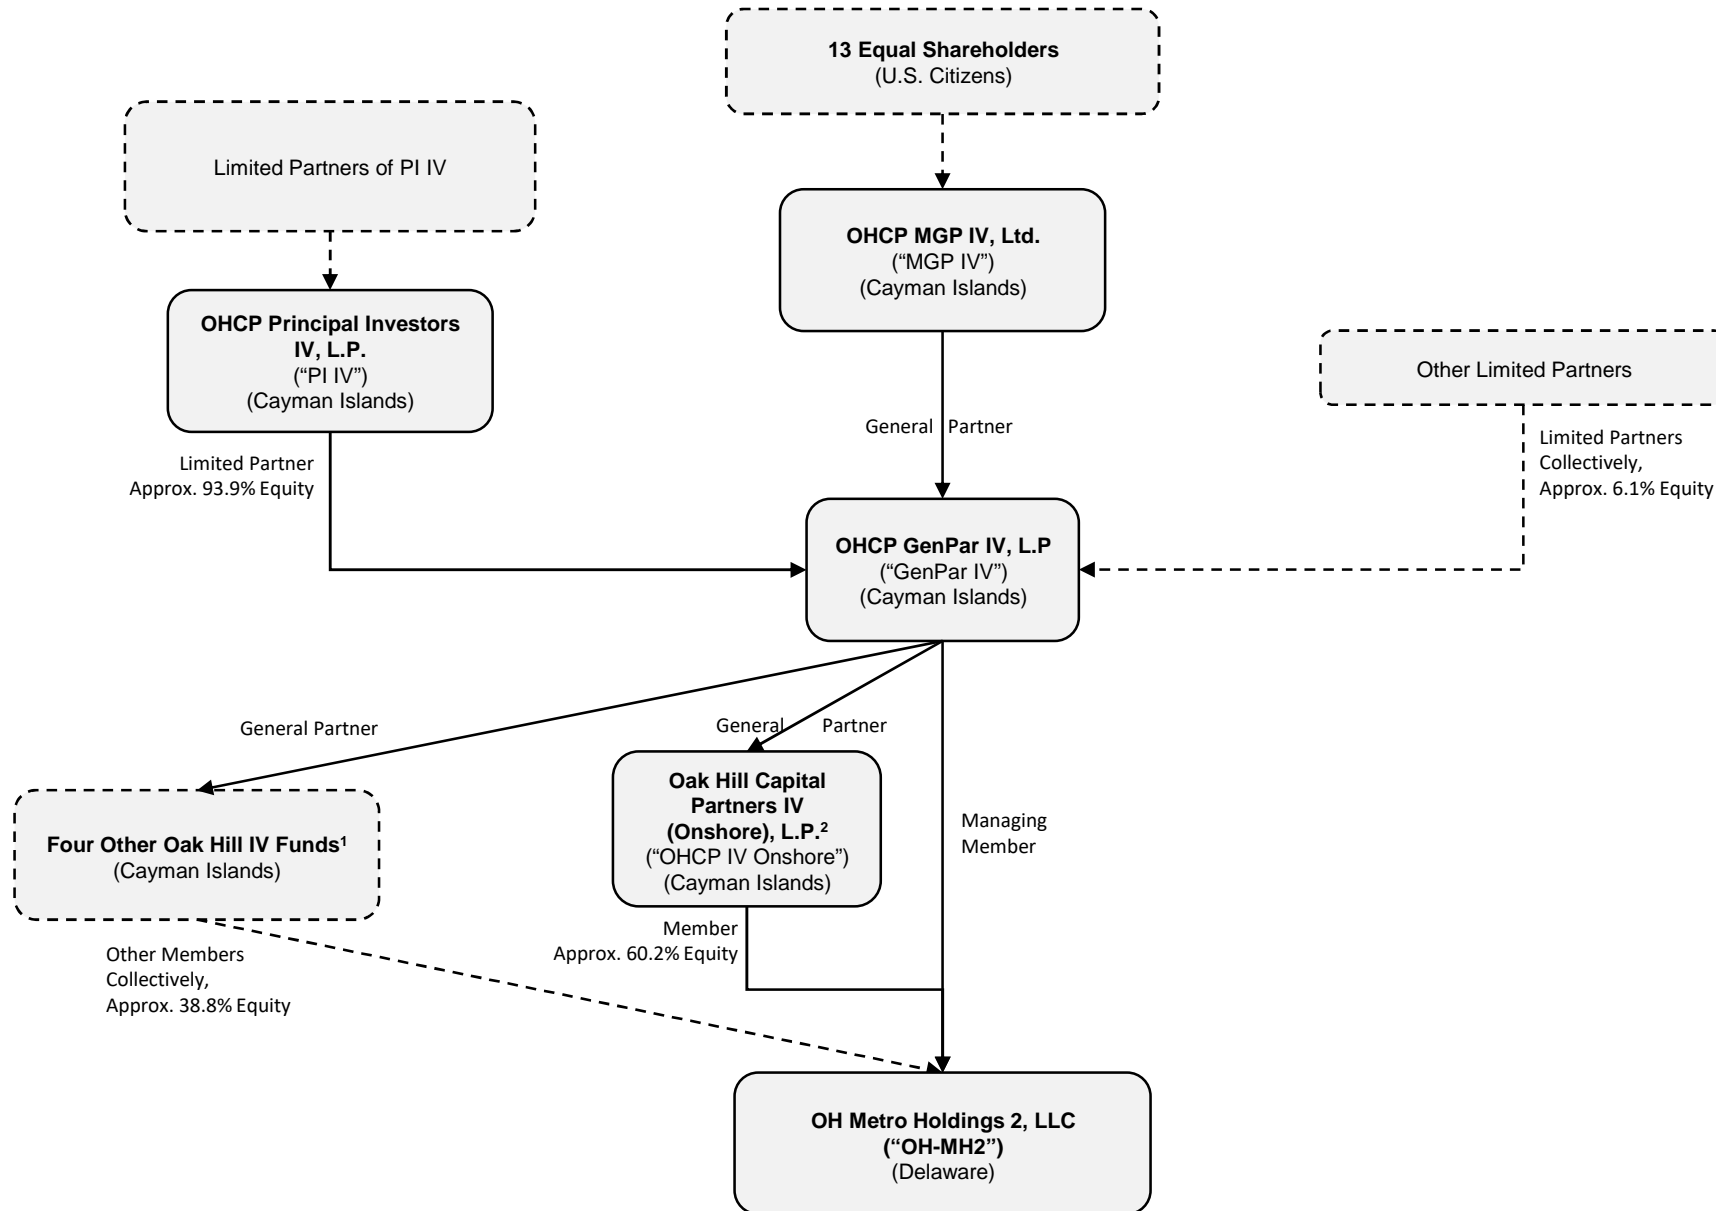 13 Equal Shareholders
(U.S. Citizens)
Limited Partners of PI IV
OHCP MGP IV, Ltd.
(“MGP IV”)
(Cayman Islands)
OHCP Principal Investors
IV, L.P.
(“PI IV”)
(Cayman Islands)
Other Limited Partners
General Partner
Limited Partner
Approx. 93.9% Equity
Limited Partners
Collectively,
Approx. 6.1% Equity
OHCP GenPar IV, L.P
(“GenPar IV”)
(Cayman Islands)
General Partner
General Partner
Managing
Member
Four Other Oak Hill IV Funds¹
(Cayman Islands)
Oak Hill Capital
Partners IV
(Onshore), L.P.²
(“OHCP IV Onshore”)
(Cayman Islands)
Other Members
Collectively,
Approx. 38.8% Equity
Member
Approx. 60.2% Equity
OH Metro Holdings 2, LLC
(“OH-MH2”)
(Delaware)